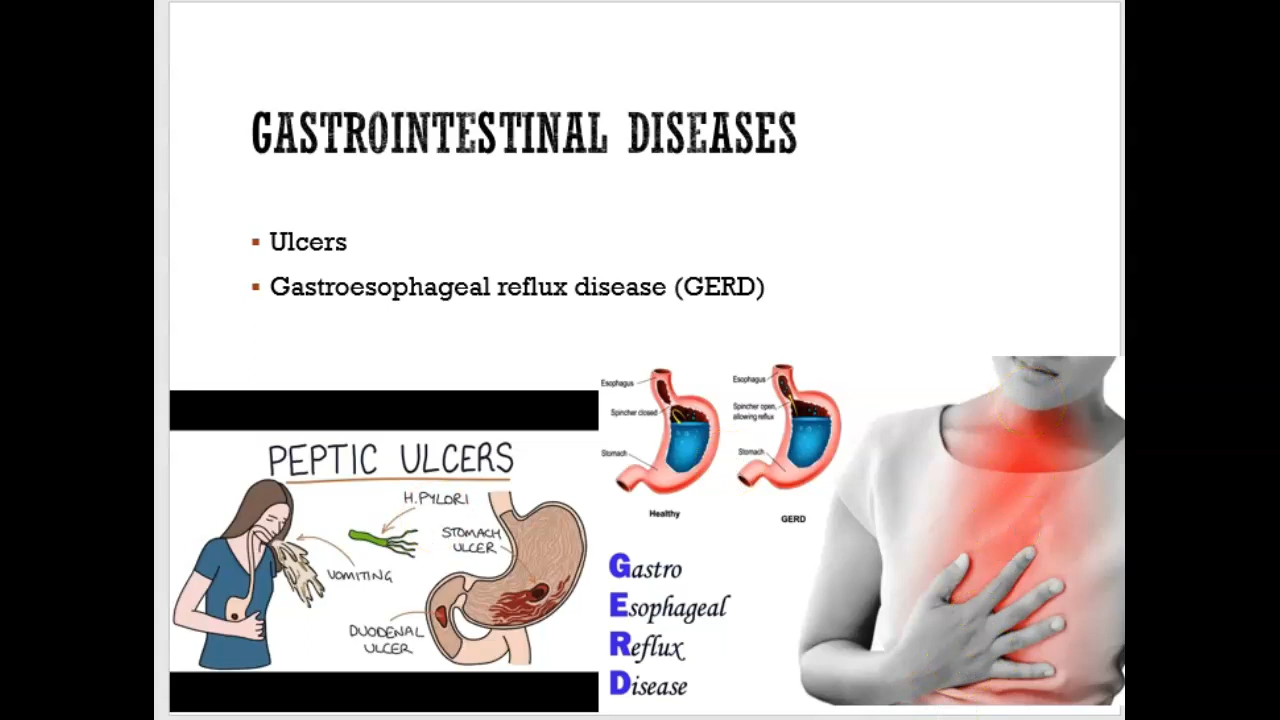 GASTROINTESTINAL DISEASES
▪ Ulcers
▪ Gastroesophageal reflux disease (GERD)
PEPTIC ULCERS
H.PYLORI
STOMACH
ULCER
VOMITING
DUODENAL
ULCER
Esophagus
Spincher closed
Stomach
Healthy
Esophagus
Spincher open,
allowing reflux
Stomach
GERD
Gastro
Esophageal
Reflux
Disease